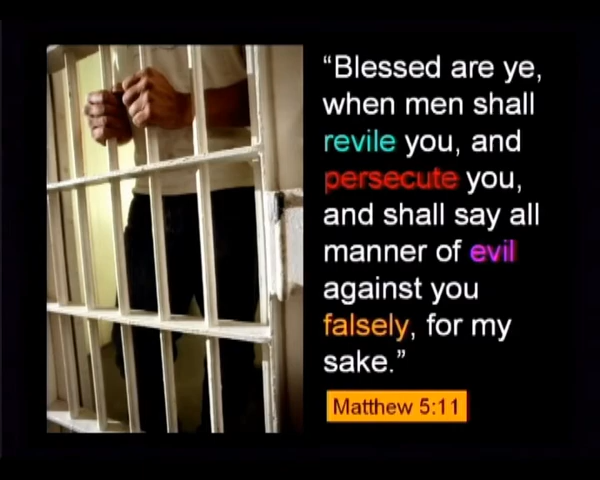 “Blessed are ye,
when men shall
revile you, and
persecute you,
and shall say all
manner of evil
against you
falsely, for my
sake.”
Matthew 5:11